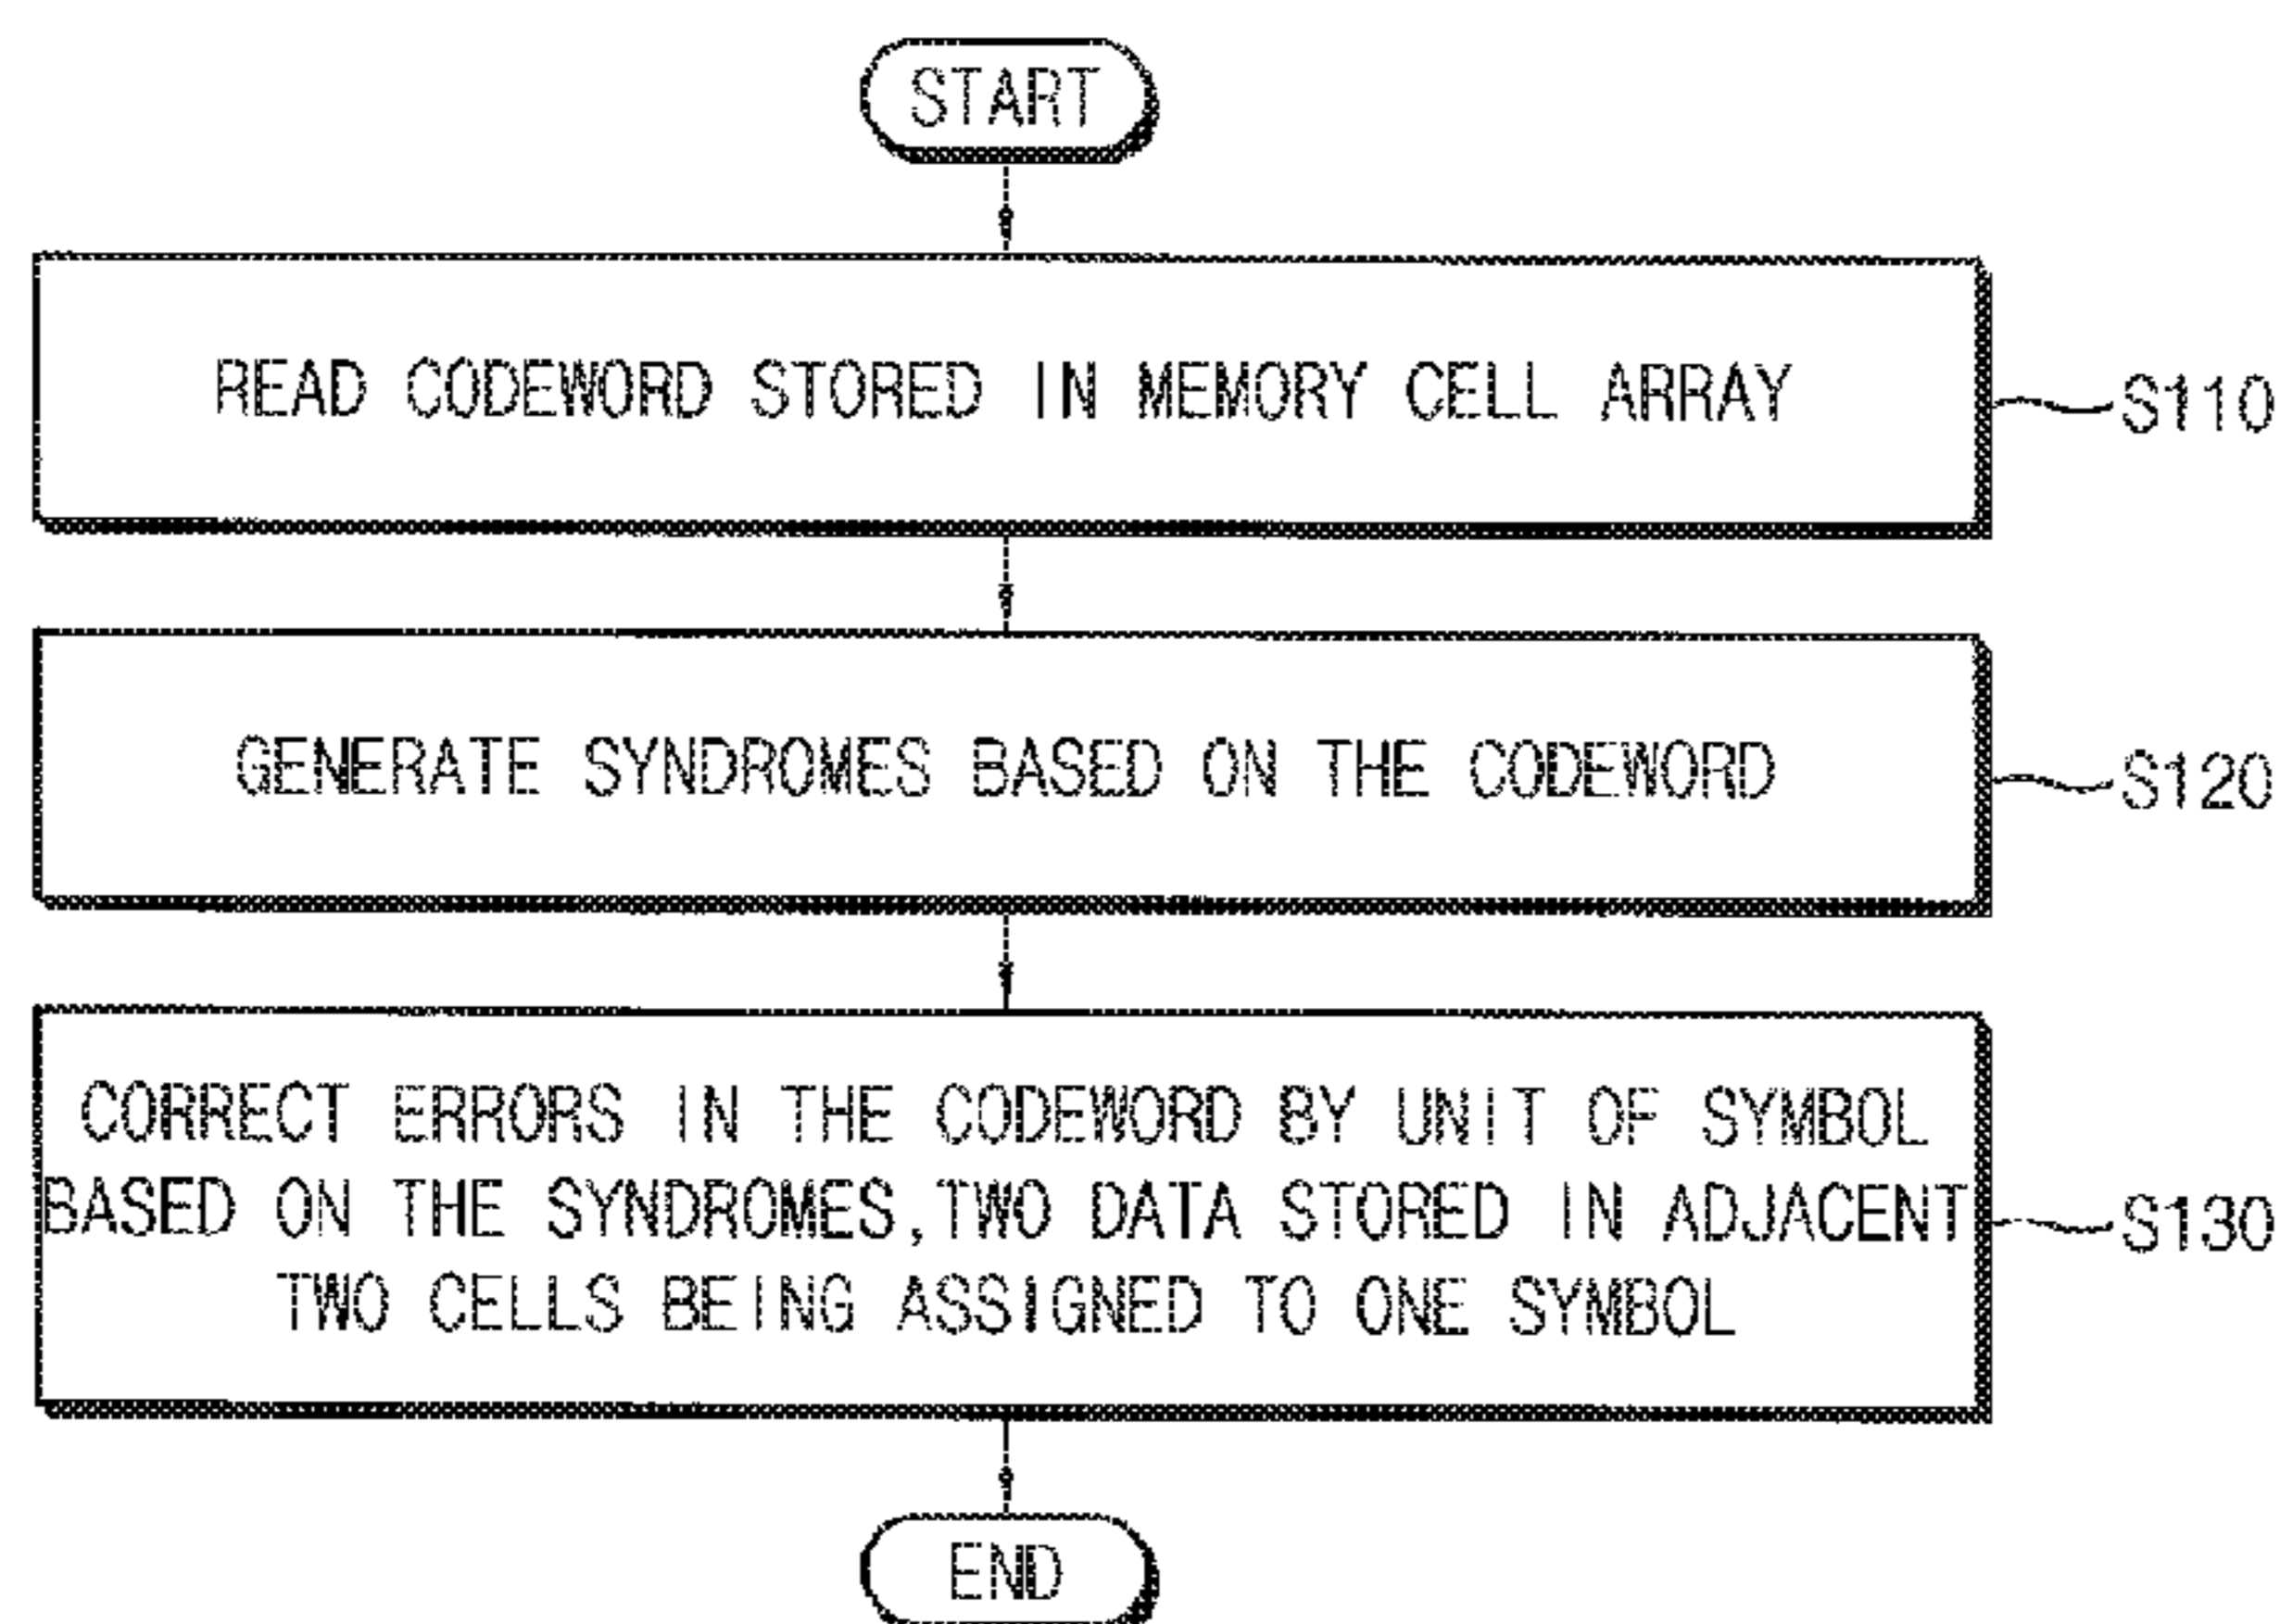 START
READ CODEWORD STORED IN MEMORY CELL ARRAY
S110
GENERATE SYNDROMES BASED ON THE CODEWORD
S120
CORRECT ERRORS IN THE CODEWORD BY UNIT OF SYMBOL
BASED ON THE SYNDROMES, TWO DATA STORED IN ADJACENT
TWO CELLS BEING ASSIGNED TO ONE SYMBOL
S130
END